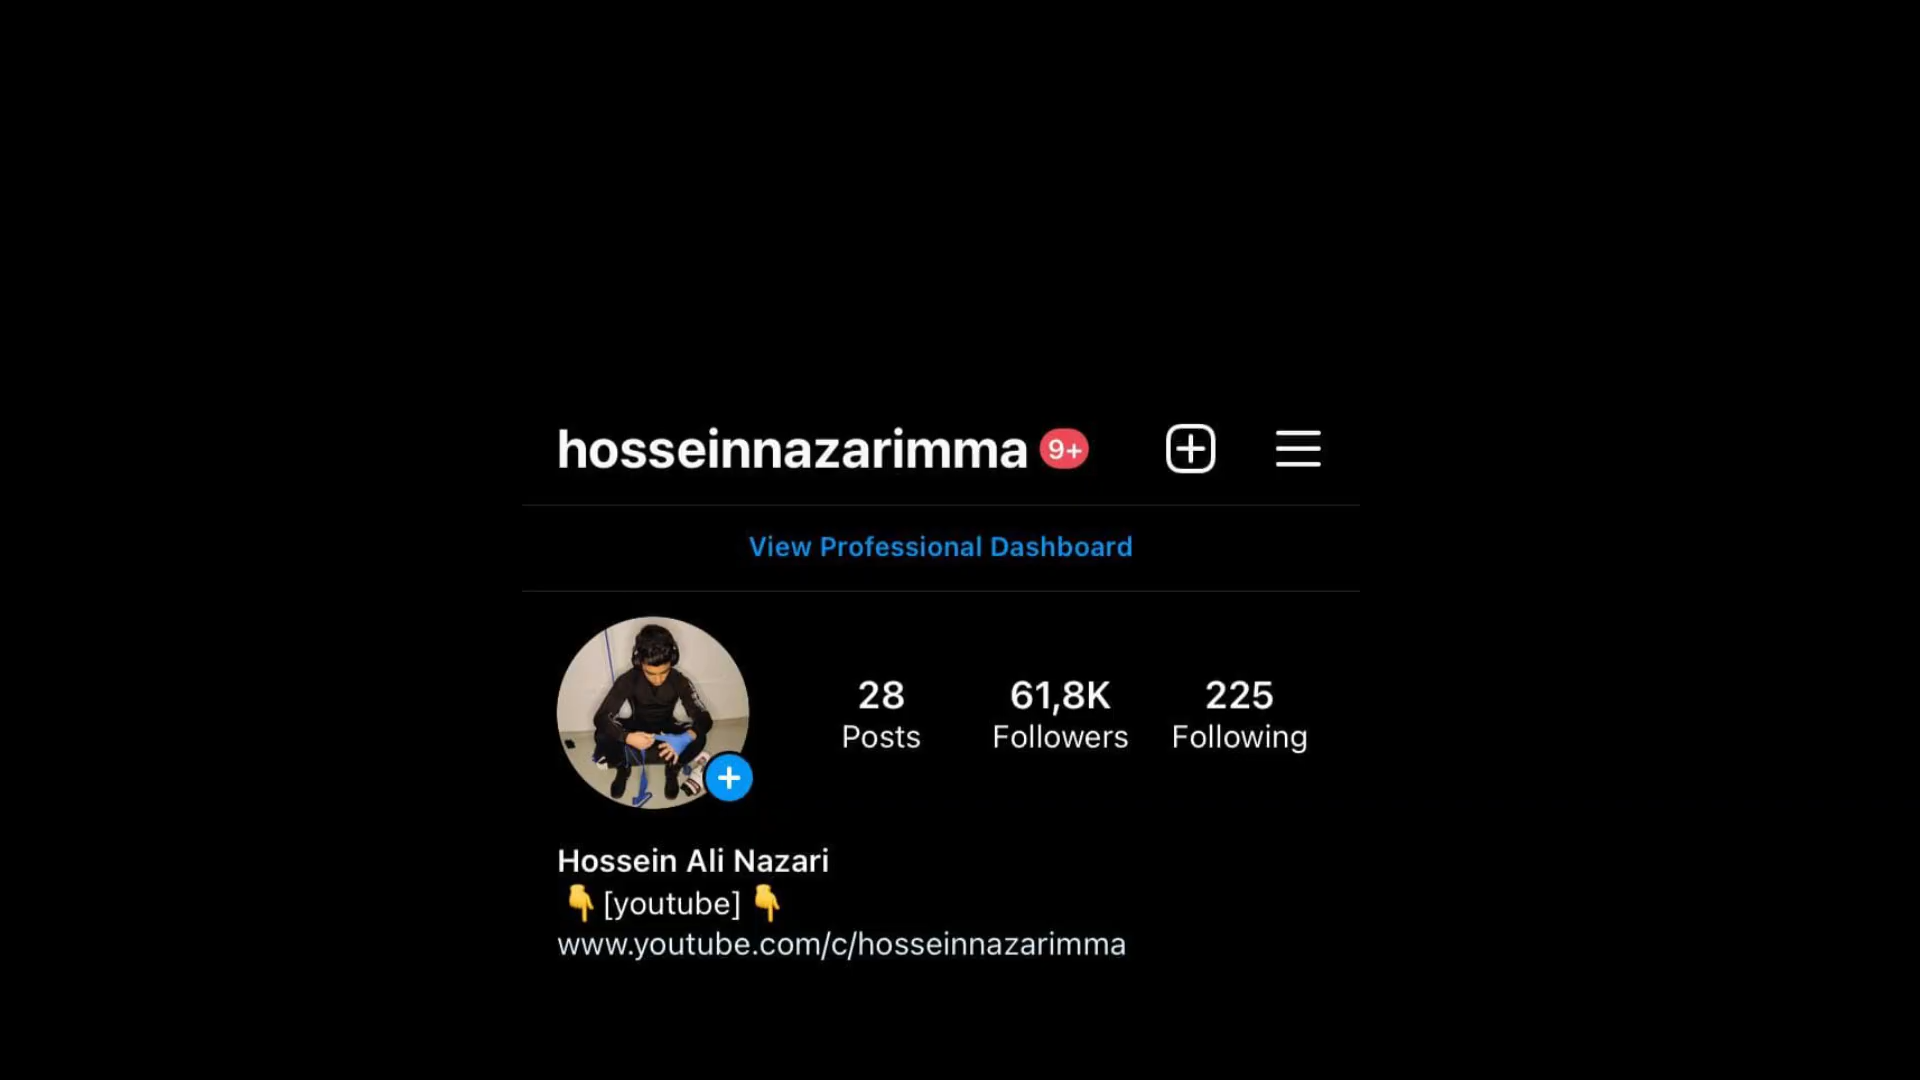 hosseinnazarimma 9+
View Professional Dashboard
28 61,8K 225
Posts Followers Following
Hossein Ali Nazari
👇[youtube]👇
www.youtube.com/c/hosseinnazarimma